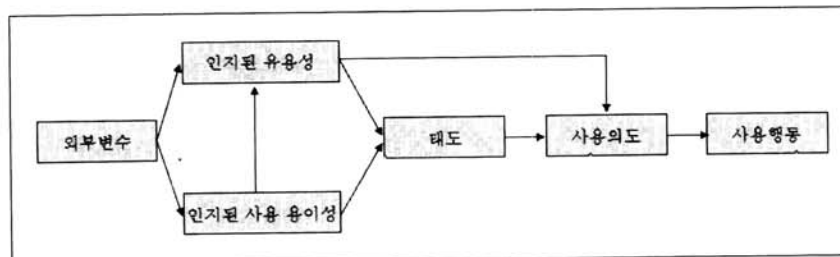 인지된 유용성
외부변수
태도
사용의도
사용행동
인지된 사용 용이성